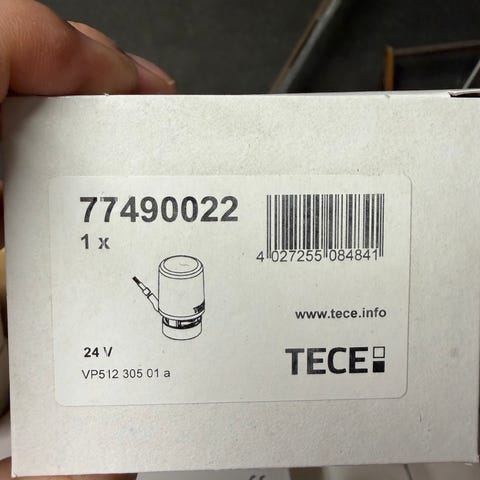 77490022
1 x
4 027255 084841
www.tece.info
24 V
TECE
VP512 305 01 a